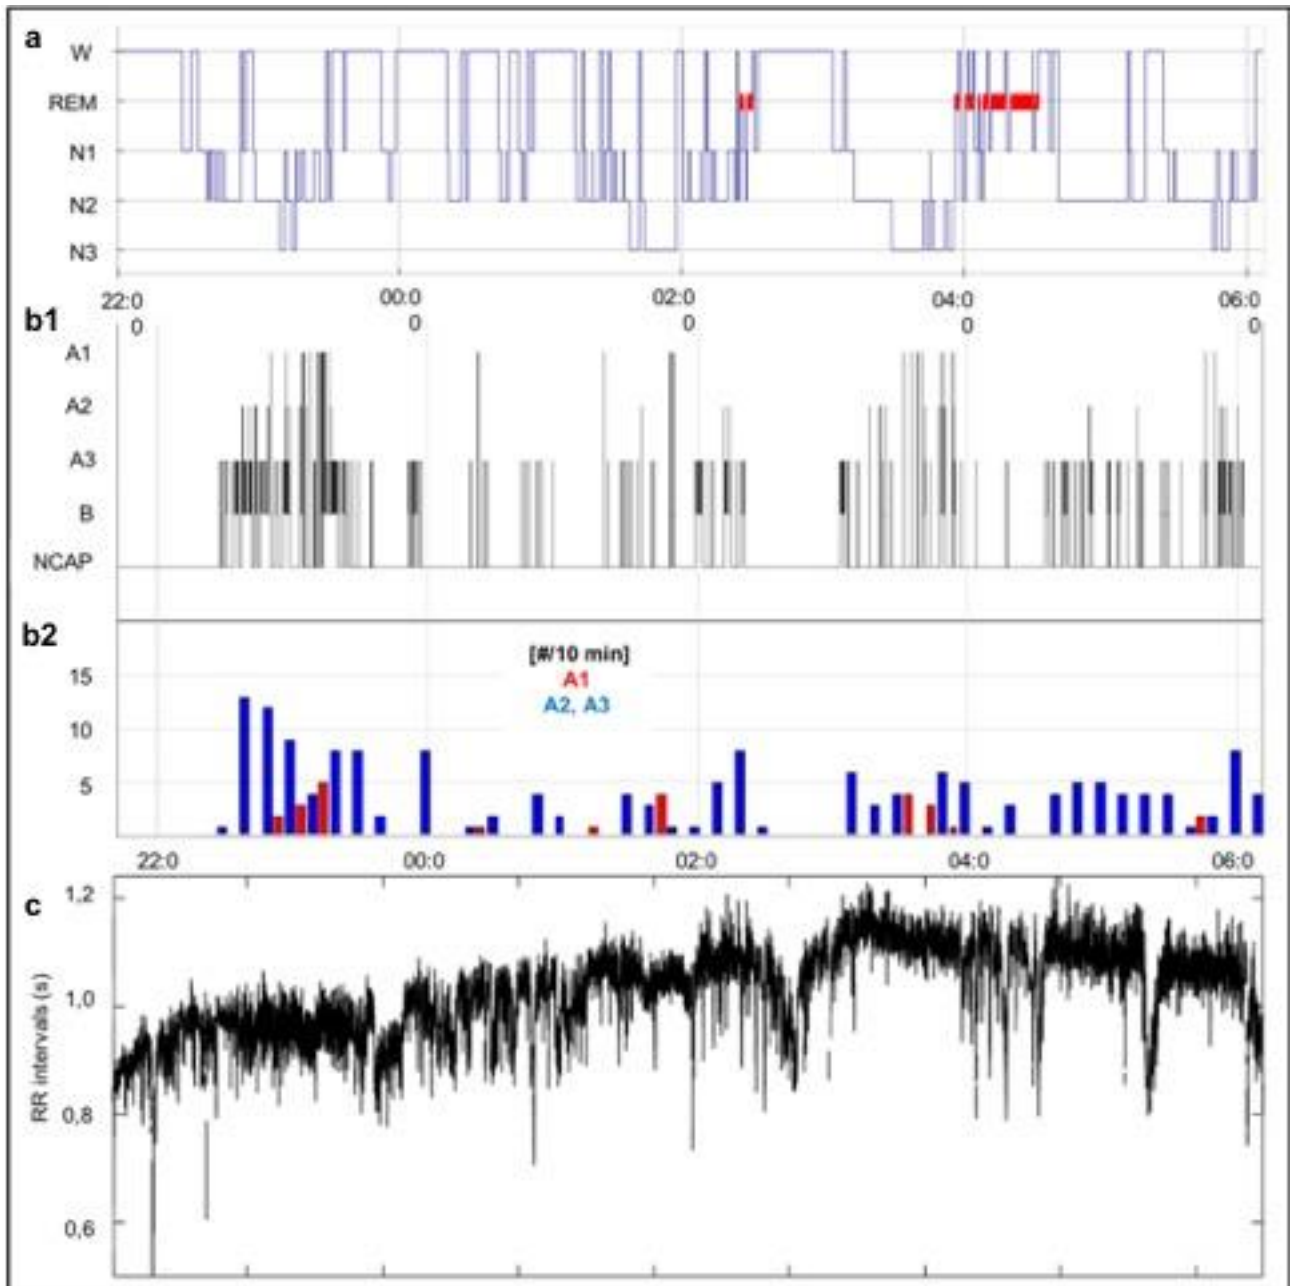 a
W
REM
N1
N2
N3
22:0
0
00:0
0
02:0
0
04:0
0
06:0
0
b1
A1
A2
A3
B
NCAP
b2
[#/10 min]
A1
A2, A3
15
10
5
22:0 00:0 02:0 04:0 06:0
c
RR intervals (s)
1,2
1,0
0,8
0,6